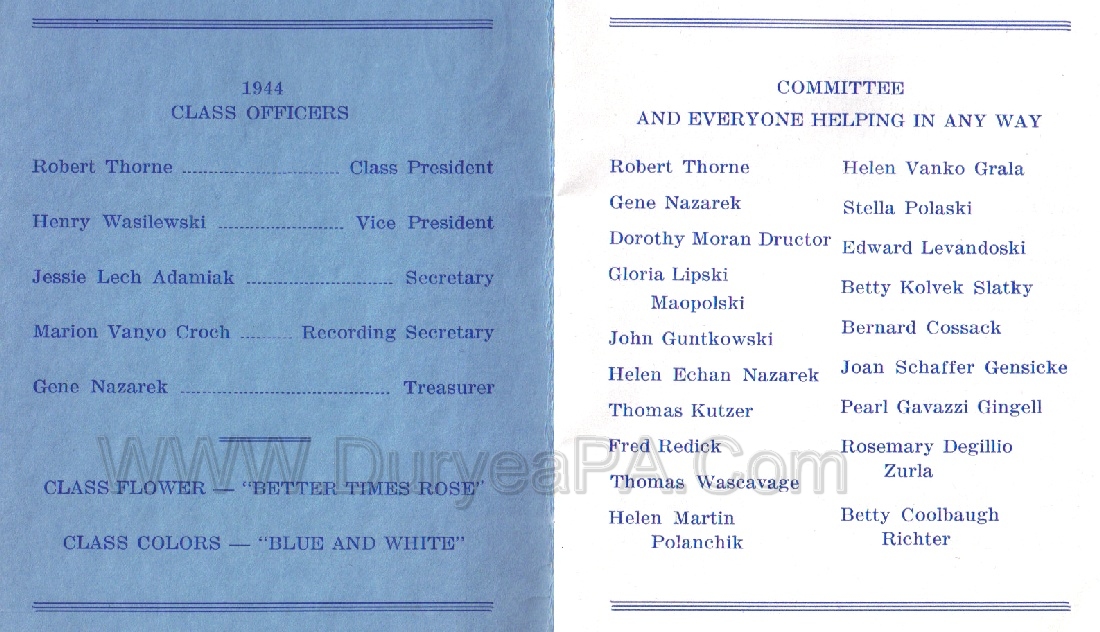 1944
CLASS OFFICERS
Robert Thorne ........................ Class President
Henry Wasilewski ........................ Vice President
Jessie Lech Adamiak ........................ Secretary
Marion Vanyo Croch ........ Recording Secretary
Gene Nazarek ........................ Treasurer
CLASS FLOWER — “BETTER TIMES ROSE”
CLASS COLORS — “BLUE AND WHITE”
COMMITTEE
AND EVERYONE HELPING IN ANY WAY
Robert Thorne
Gene Nazarek
Dorothy Moran Dructor
Gloria Lipski
Maopolski
John Guntkowski
Helen Echan Nazarek
Thomas Kutzer
Fred Redick
Thomas Wascavage
Helen Martin
Polanchik
Helen Vanko Grala
Stella Polaski
Edward Levandoski
Betty Kolvek Slatky
Bernard Cossack
Joan Schaffer Gensicke
Pearl Gavazzi Gingell
Rosemary Degillio
Zurla
Betty Coolbaugh
Richter
WWW.DuryeaPA.Com